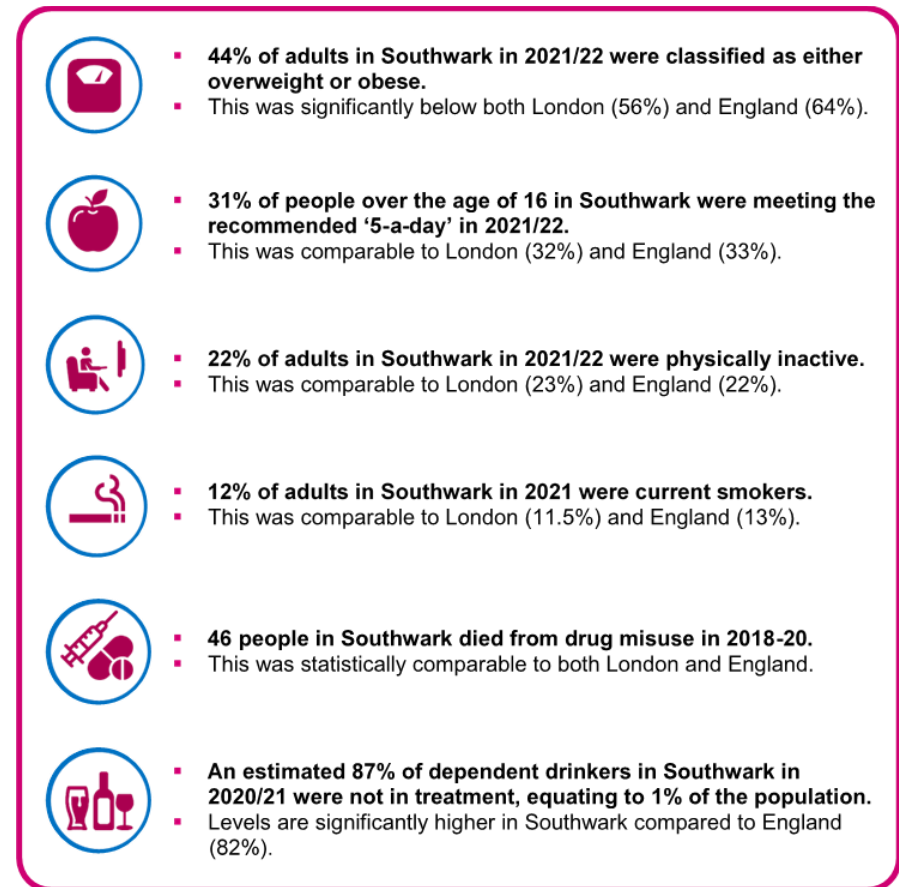 ▪ 44% of adults in Southwark in 2021/22 were classified as either
overweight or obese.
▪ This was significantly below both London (56%) and England (64%).
▪ 31% of people over the age of 16 in Southwark were meeting the
recommended ‘5-a-day’ in 2021/22.
▪ This was comparable to London (32%) and England (33%).
▪ 22% of adults in Southwark in 2021/22 were physically inactive.
▪ This was comparable to London (23%) and England (22%).
▪ 12% of adults in Southwark in 2021 were current smokers.
▪ This was comparable to London (11.5%) and England (13%).
▪ 46 people in Southwark died from drug misuse in 2018-20.
▪ This was statistically comparable to both London and England.
▪ An estimated 87% of dependent drinkers in Southwark in
2020/21 were not in treatment, equating to 1% of the population.
▪ Levels are significantly higher in Southwark compared to England
(82%).